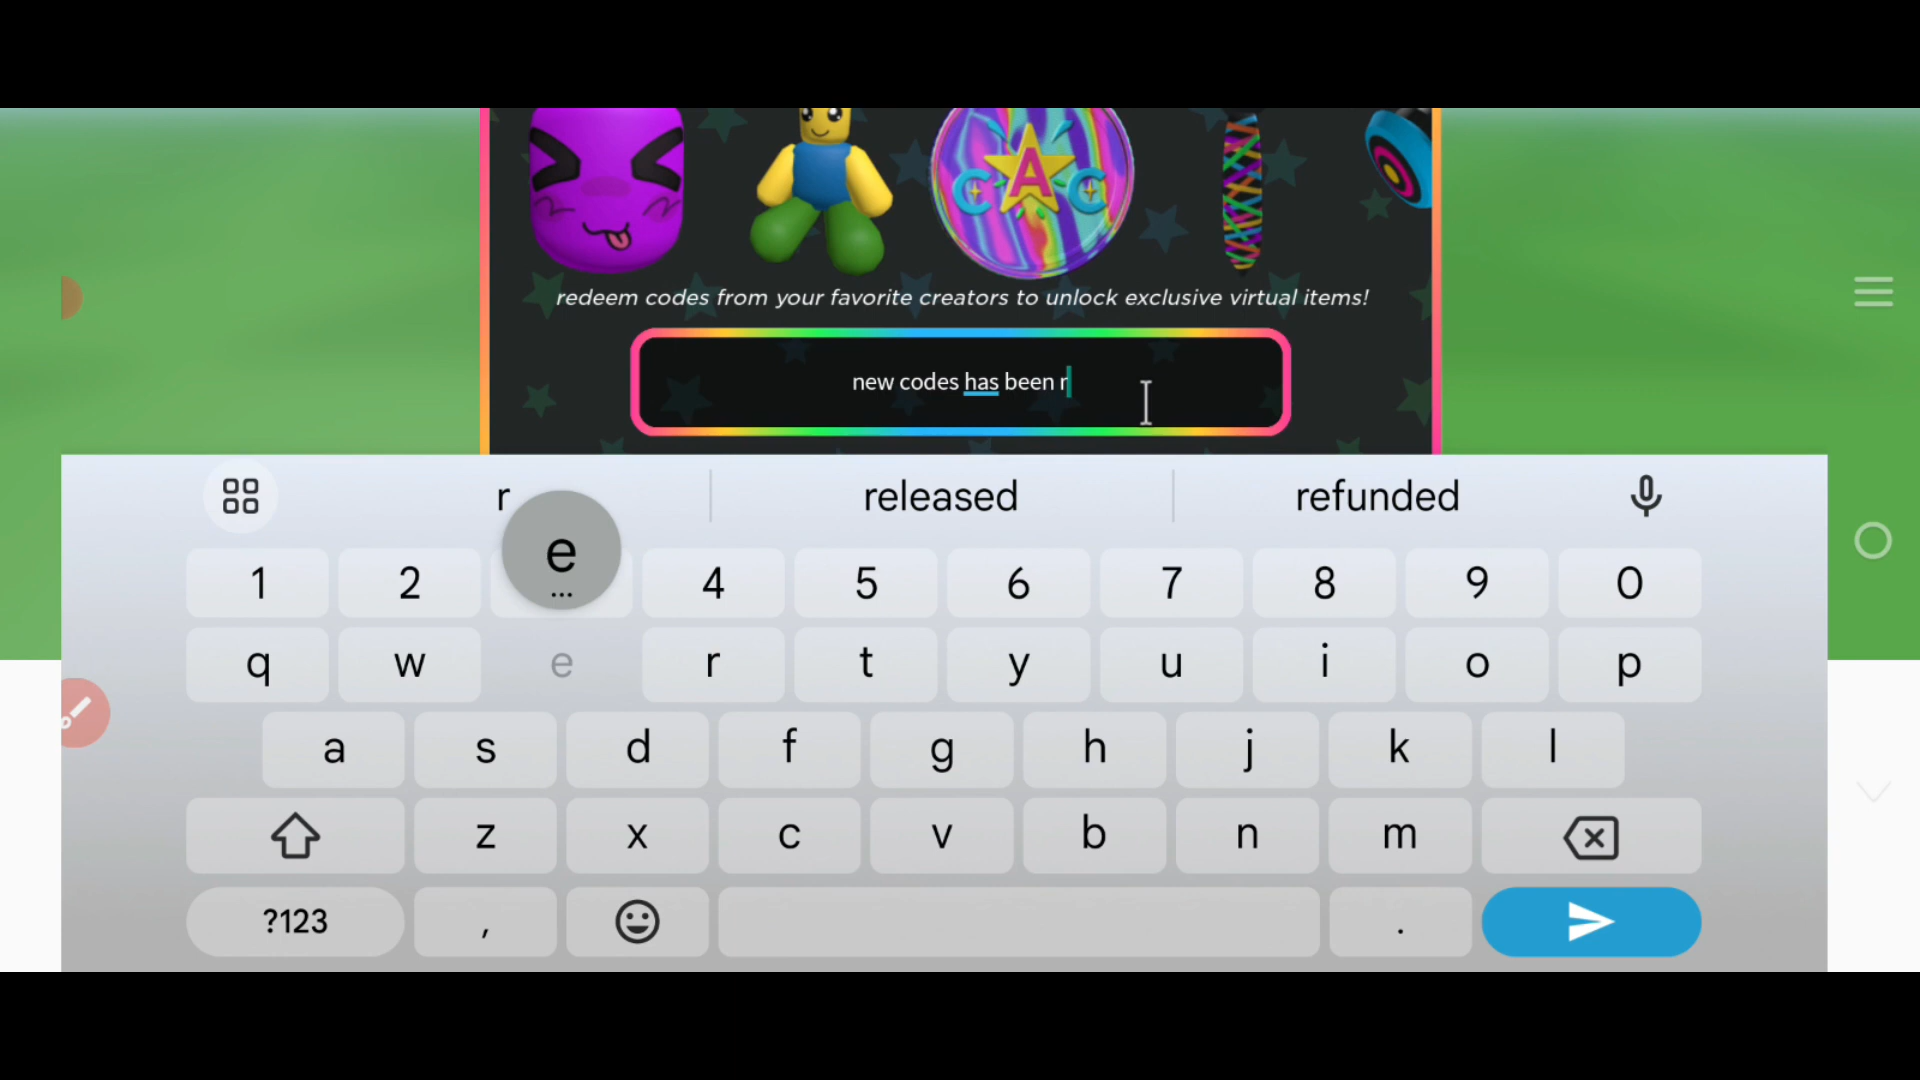 CAC
redeem codes from your favorite creators to unlock exclusive virtual items!
new codes has been r
r released refunded
e
1 2 4 5 6 7 8 9 0
q w e r t y u i o p
a s d f g h j k l
z x c v b n m
?123 , .